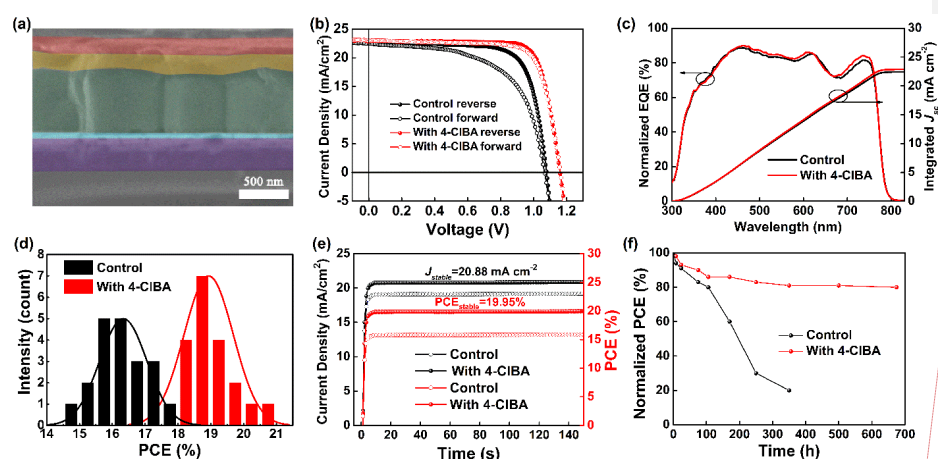 (a)
500 nm
(b)
Current Density (mA/cm²)
25
20
15
10
5
0
-5
Control reverse
Control forward
With 4-ClBA reverse
With 4-ClBA forward
0.0 0.2 0.4 0.6 0.8 1.0 1.2
Voltage (V)
(c)
Normalized EQE (%)
100
80
60
40
20
0
Control
With 4-ClBA
30
25
20
15
10
5
0
Integrated Jsc (mA cm⁻²)
300 400 500 600 700 800
Wavelength (nm)
(d)
Intensity (count)
8
7
6
5
4
3
2
1
0
Control
With 4-ClBA
14 15 16 17 18 19 20 21
PCE (%)
(e)
Current Density (mA/cm²)
25
20
15
10
5
0
Jstable=20.88 mA cm⁻²
PCEstable=19.95%
Control
With 4-ClBA
Control
With 4-ClBA
30
25
20
15
10
5
0
PCE (%)
0 25 50 75 100 125 150
Time (s)
(f)
Normalized PCE (%)
100
80
60
40
20
0
Control
With 4-ClBA
0 100 200 300 400 500 600 700
Time (h)